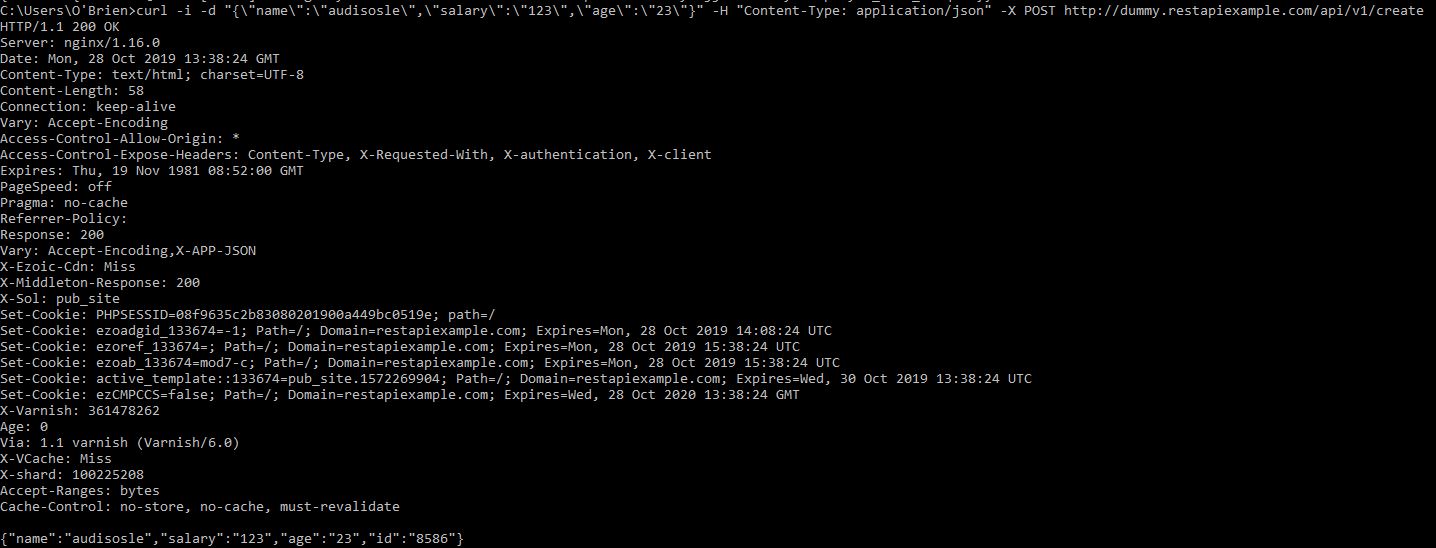 C:\Users\O'Brien>curl -i -d "{\"name\":\"audisosle\",\"salary\":\"123\",\"age\":\"23\"}" -H "Content-Type: application/json" -X POST http://dummy.restapiexample.com/api/v1/create
HTTP/1.1 200 OK
Server: nginx/1.16.0
Date: Mon, 28 Oct 2019 13:38:24 GMT
Content-Type: text/html; charset=UTF-8
Content-Length: 58
Connection: keep-alive
Vary: Accept-Encoding
Access-Control-Allow-Origin: *
Access-Control-Expose-Headers: Content-Type, X-Requested-With, X-authentication, X-client
Expires: Thu, 19 Nov 1981 08:52:00 GMT
PageSpeed: off
Pragma: no-cache
Referrer-Policy:
Response: 200
Vary: Accept-Encoding,X-APP-JSON
X-Ezoic-Cdn: Miss
X-Middleton-Response: 200
X-Sol: pub_site
Set-Cookie: PHPSESSID=08f9635c2b83080201900a449bc0519e; path=/
Set-Cookie: ezoadgid_133674=-1; Path=/; Domain=restapiexample.com; Expires=Mon, 28 Oct 2019 14:08:24 UTC
Set-Cookie: ezoref_133674=; Path=/; Domain=restapiexample.com; Expires=Mon, 28 Oct 2019 15:38:24 UTC
Set-Cookie: ezoab_133674=mod7-c; Path=/; Domain=restapiexample.com; Expires=Mon, 28 Oct 2019 15:38:24 UTC
Set-Cookie: active_template::133674=pub_site.1572269904; Path=/; Domain=restapiexample.com; Expires=Wed, 30 Oct 2019 13:38:24 UTC
Set-Cookie: ezCMPCCS=false; Path=/; Domain=restapiexample.com; Expires=Wed, 28 Oct 2020 13:38:24 GMT
X-Varnish: 361478262
Age: 0
Via: 1.1 varnish (Varnish/6.0)
X-VCache: Miss
X-shard: 100225208
Accept-Ranges: bytes
Cache-Control: no-store, no-cache, must-revalidate
{"name":"audisosle","salary":"123","age":"23","id":"8586"}